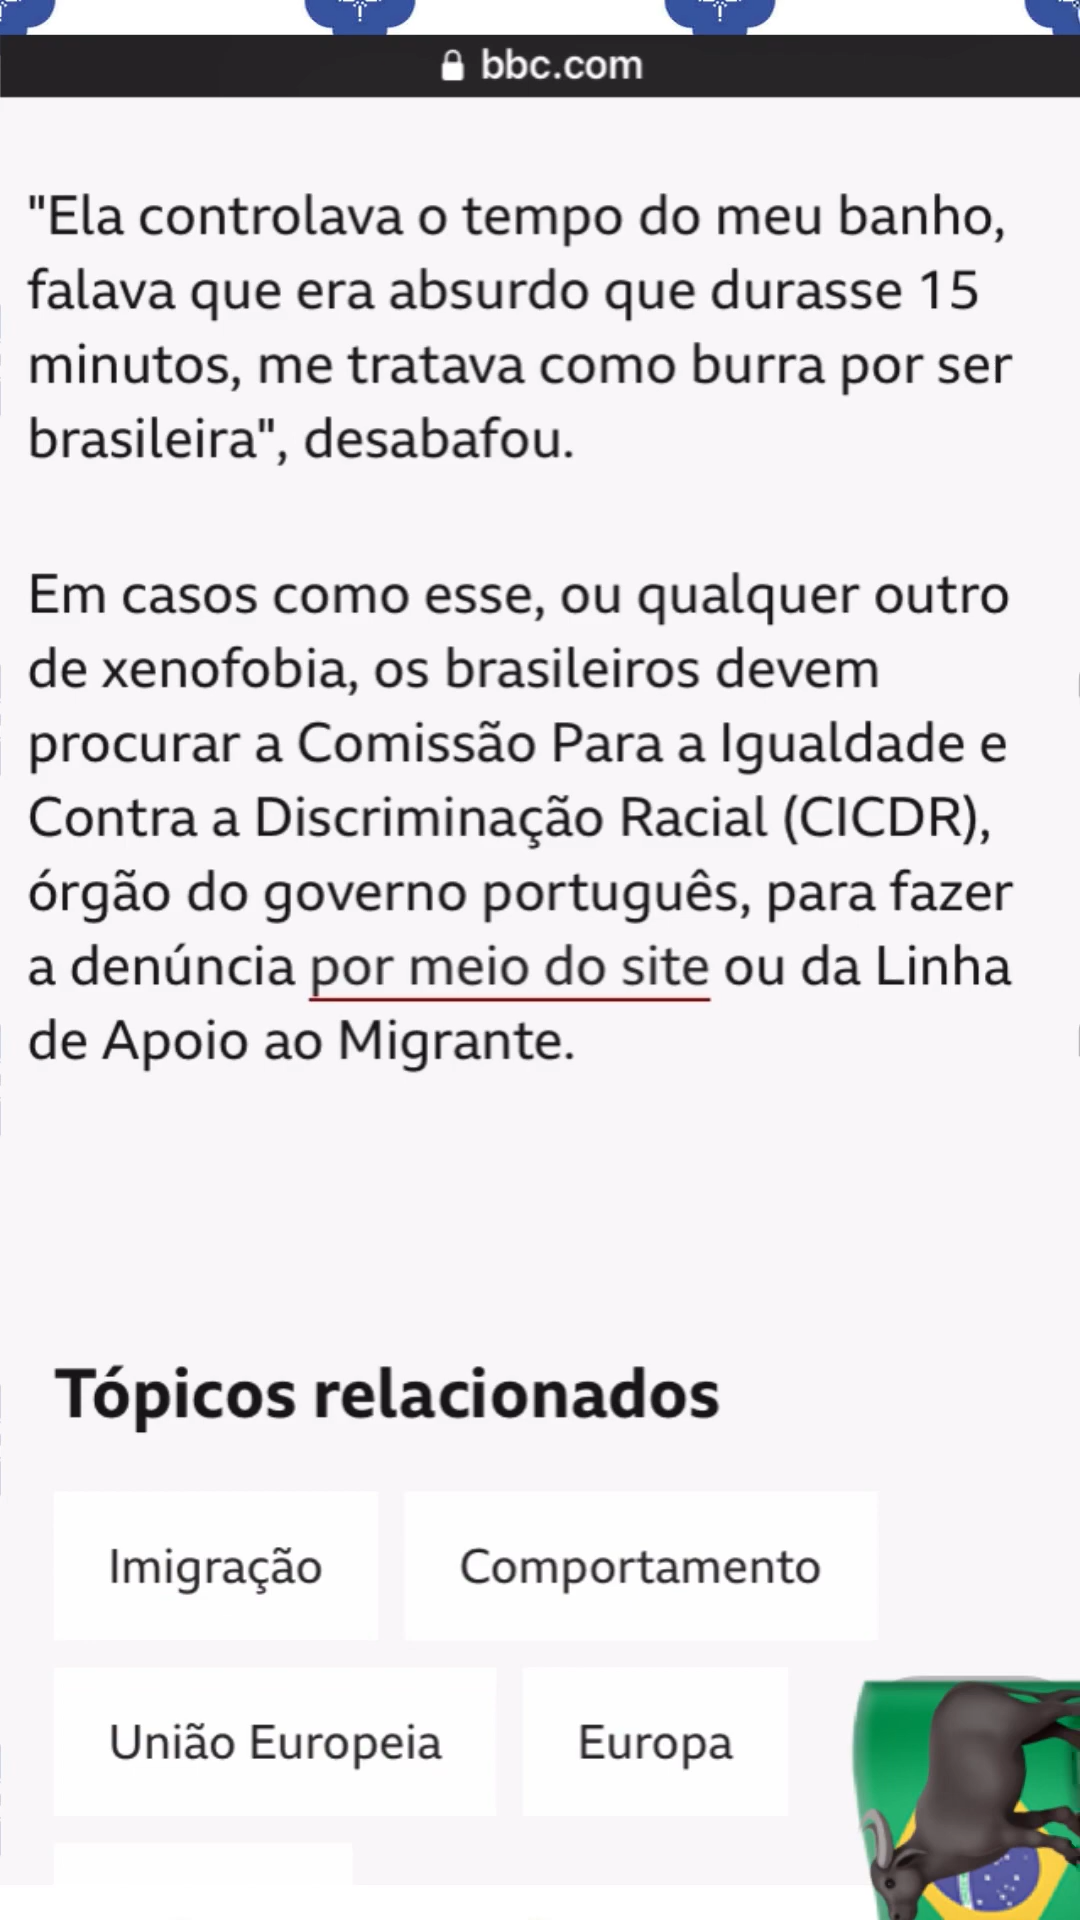 bbc.com
"Ela controlava o tempo do meu banho,
falava que era absurdo que durasse 15
minutos, me tratava como burra por ser
brasileira", desabafou.
Em casos como esse, ou qualquer outro
de xenofobia, os brasileiros devem
procurar a Comissão Para a Igualdade e
Contra a Discriminação Racial (CICDR),
órgão do governo português, para fazer
a denúncia por meio do site ou da Linha
de Apoio ao Migrante.
Tópicos relacionados
Imigração
Comportamento
União Europeia
Europa